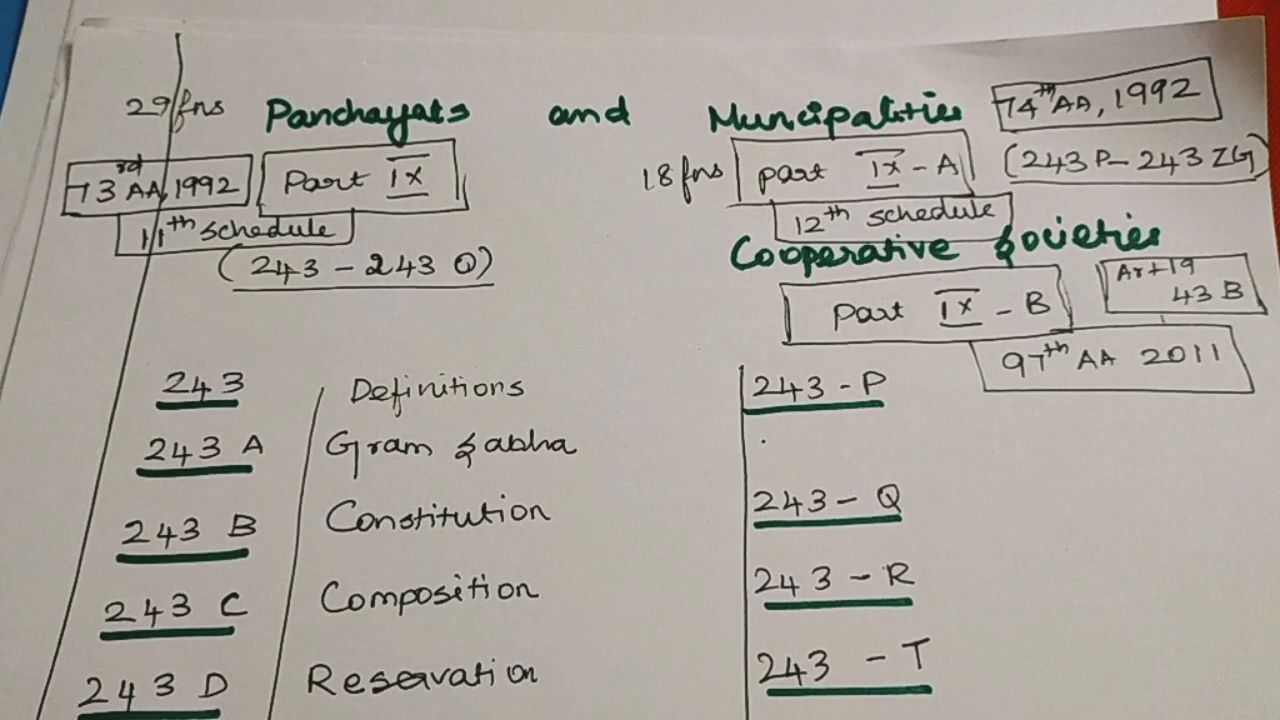 29 fns Panchayats and Muncipalities 74th AA, 1992
73rd AA, 1992 Part IX 18 fns part IX - A (243 P - 243 ZG)
11th schedule 12th schedule
(243 - 243 O) Cooperative societies
Part IX - B Art 19
43 B
97th AA 2011
243 Definitions 243 - P
243 A Gram sabha
243 B Constitution 243 - Q
243 C Composition 243 - R
243 D Reservation 243 - T